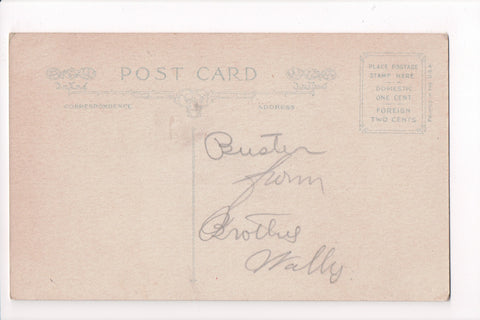 POST CARD
CORRESPONDENCE
ADDRESS
PLACE POSTAGE
STAMP HERE
DOMESTIC
ONE CENT
FOREIGN
TWO CENTS
Buster
from
Brother
Wally